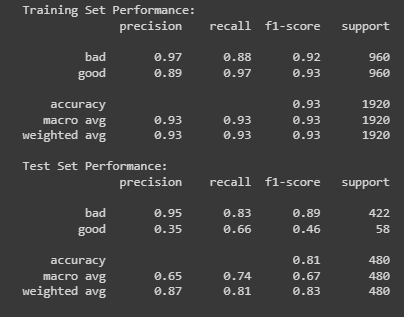 Training Set Performance:
precision recall f1-score support
bad 0.97 0.88 0.92 960
good 0.89 0.97 0.93 960
accuracy 0.93 1920
macro avg 0.93 0.93 0.93 1920
weighted avg 0.93 0.93 0.93 1920
Test Set Performance:
precision recall f1-score support
bad 0.95 0.83 0.89 422
good 0.35 0.66 0.46 58
accuracy 0.81 480
macro avg 0.65 0.74 0.67 480
weighted avg 0.87 0.81 0.83 480